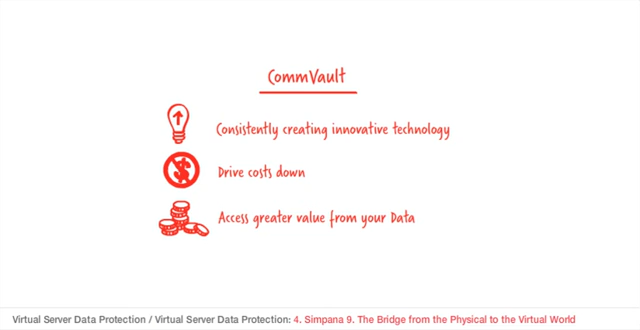 CommVault
Consistently creating innovative technology
$
Drive costs down
Access greater value from your Data
Virtual Server Data Protection / Virtual Server Data Protection: 4. Simpana 9. The Bridge from the Physical to the Virtual World